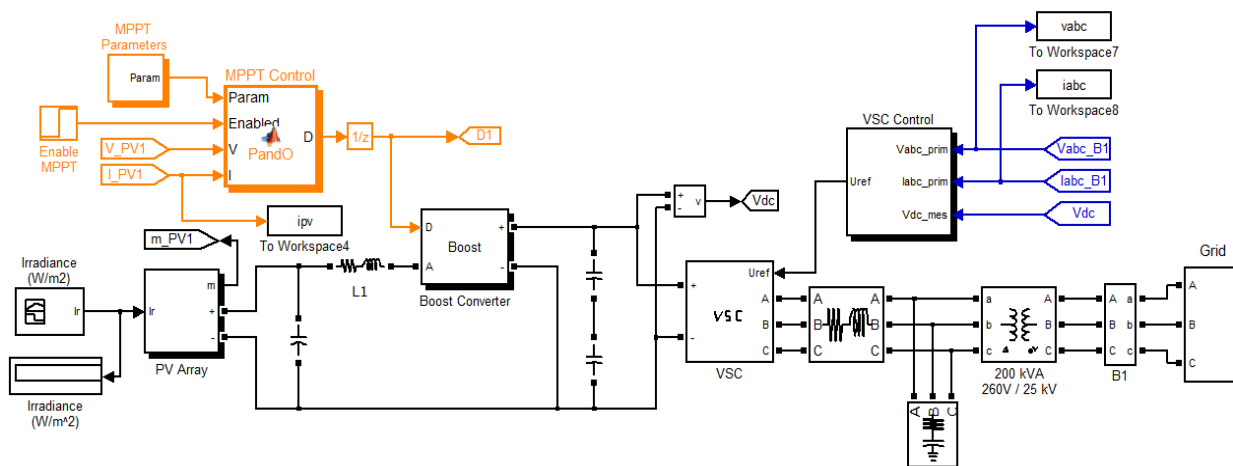 MPPT
Parameters
Param
MPPT Control
Param
Enabled
V
I
D
PandO
Enable
MPPT
V_PV1
I_PV1
1/z
D1
ipv
To Workspace4
m_PV1
Irradiance
(W/m2)
Ir
Ir
m
+
-
PV Array
Irradiance
(W/m^2)
L1
D
A
Boost
+
-
Boost Converter
+
-
v
Vdc
vabc
To Workspace7
iabc
To Workspace8
VSC Control
Vabc_prim
Iabc_prim
Vdc_mes
Uref
Vabc_B1
Iabc_B1
Vdc
Uref
+
-
VSC
A
B
C
VSC
A
B
C
A
B
C
A
B
C
a
b
c
A
B
C
200 kVA
260V / 25 kV
A
B
C
a
b
c
B1
Grid
A
B
C